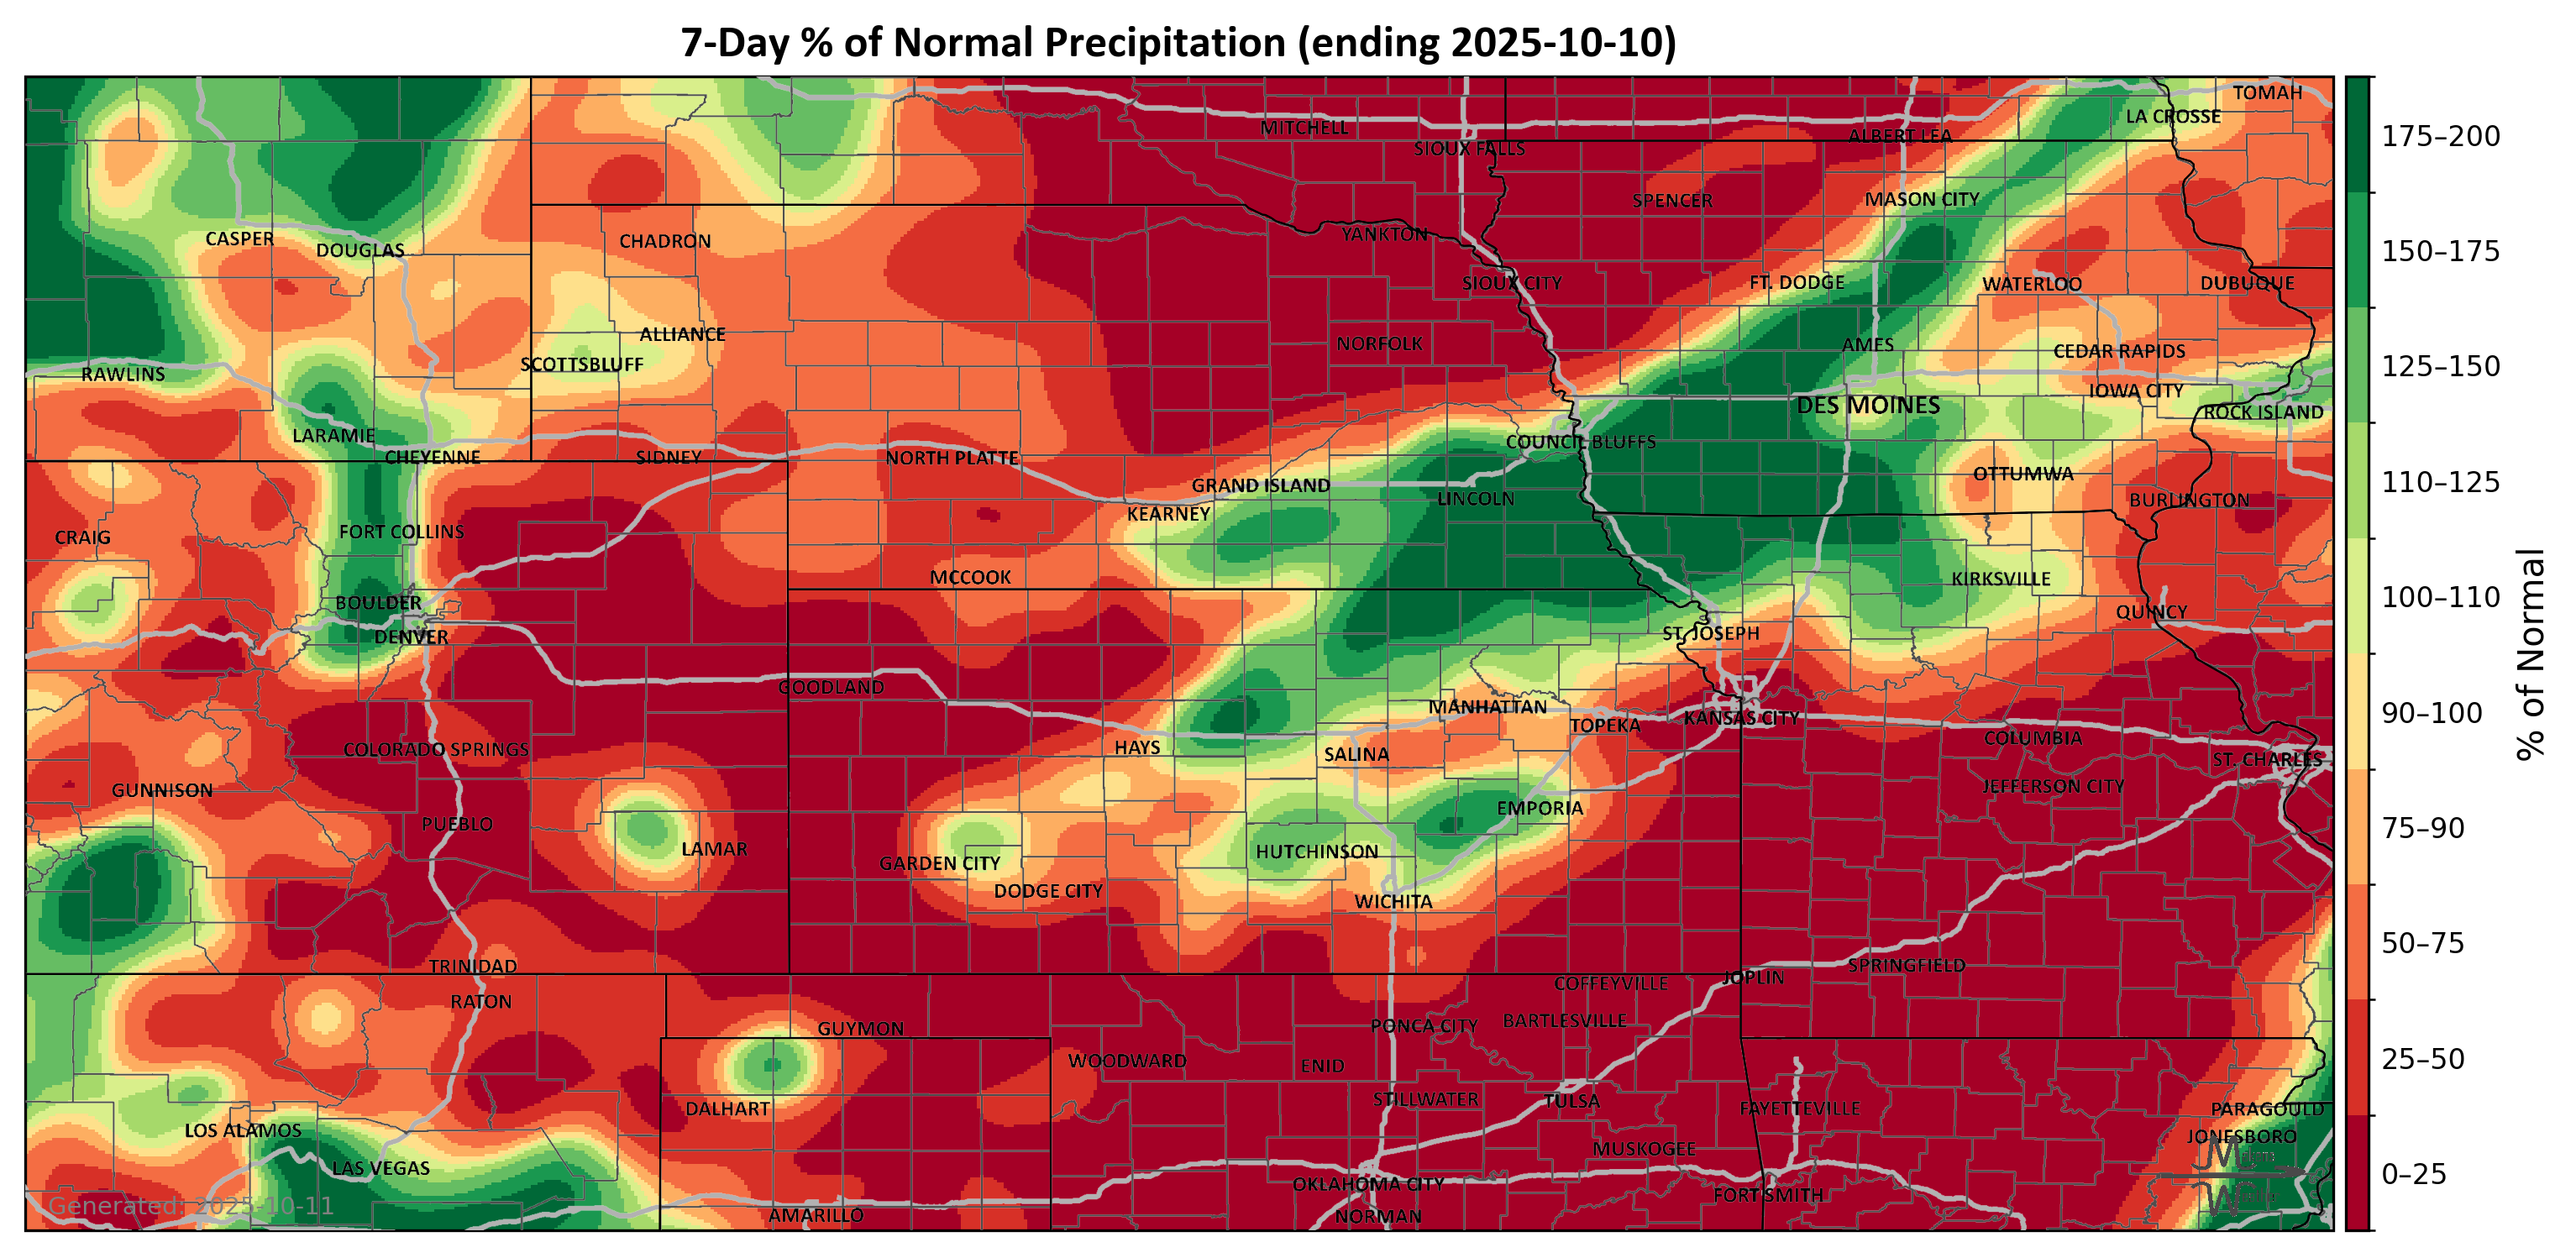 7-Day % of Normal Precipitation (ending 2025-10-10)
TOMAH
LA CROSSE
MITCHELL
ALBERT LEA
SIOUX FALLS
SPENCER
MASON CITY
YANKTON
CASPER
CHADRON
DOUGLAS
SIOUX CITY
FT. DODGE
WATERLOO
DUBUQUE
ALLIANCE
NORFOLK
AMES
CEDAR RAPIDS
SCOTTSBLUFF
RAWLINS
IOWA CITY
DES MOINES
ROCK ISLAND
LARAMIE
COUNCIL BLUFFS
CHEYENNE
SIDNEY
NORTH PLATTE
OTTUMWA
GRAND ISLAND
LINCOLN
BURLINGTON
KEARNEY
FORT COLLINS
CRAIG
MCCOOK
KIRKSVILLE
BOULDER
QUINCY
DENVER
ST. JOSEPH
GOODLAND
MANHATTAN
KANSAS CITY
TOPEKA
COLUMBIA
COLORADO SPRINGS
HAYS
SALINA
ST. CHARLES
GUNNISON
JEFFERSON CITY
EMPORIA
PUEBLO
LAMAR
HUTCHINSON
GARDEN CITY
DODGE CITY
WICHITA
TRINIDAD
SPRINGFIELD
JOPLIN
COFFEYVILLE
RATON
BARTLESVILLE
PONCA CITY
GUYMON
WOODWARD
ENID
STILLWATER
TULSA
DALHART
FAYETTEVILLE
PARAGOULD
LOS ALAMOS
JONESBORO
MUSKOGEE
LAS VEGAS
OKLAHOMA CITY
FORT SMITH
AMARILLO
NORMAN
Generated: 2025-10-11
175–200
150–175
125–150
110–125
100–110
90–100
75–90
50–75
25–50
0–25
% of Normal